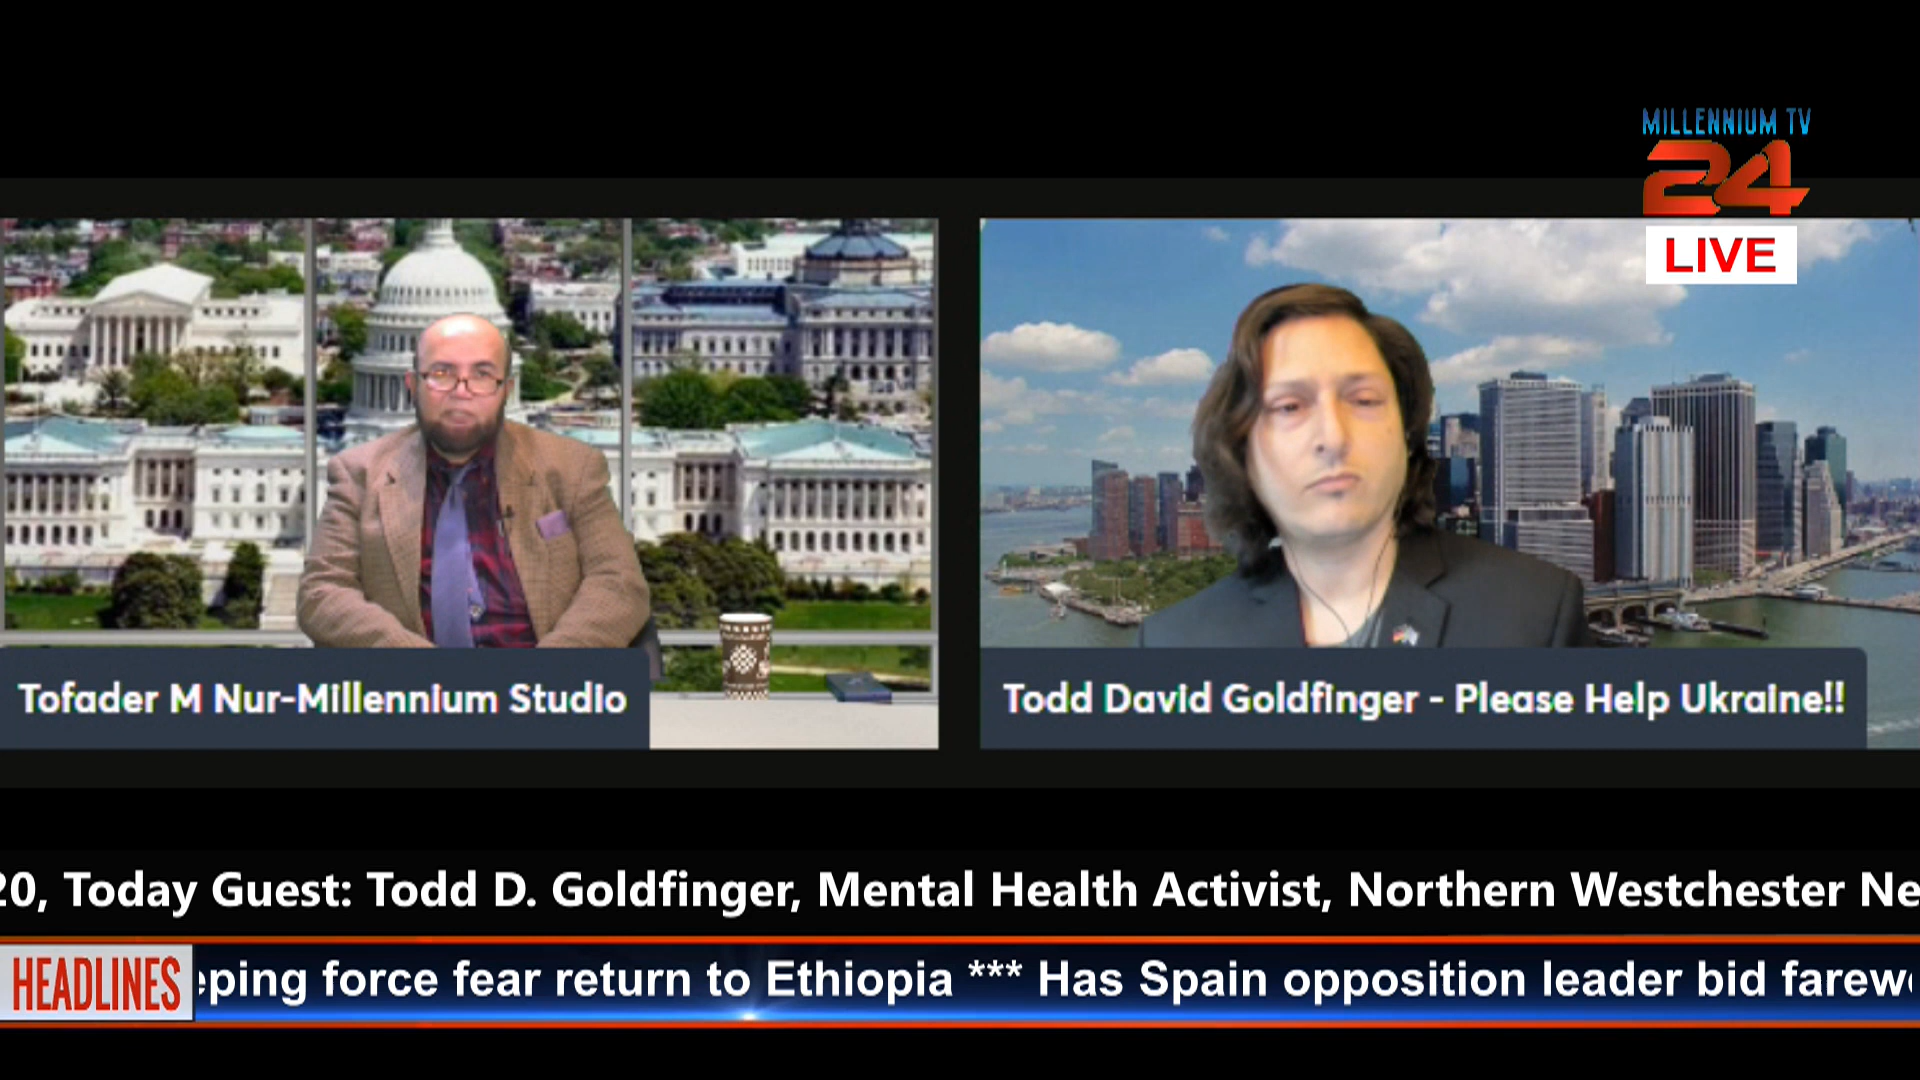 MILLENNIUM TV
24
LIVE
Tofader M Nur-Millennium Studio
Todd David Goldfinger - Please Help Ukraine!!
20, Today Guest: Todd D. Goldfinger, Mental Health Activist, Northern Westchester Ne
HEADLINES
eping force fear return to Ethiopia *** Has Spain opposition leader bid farew